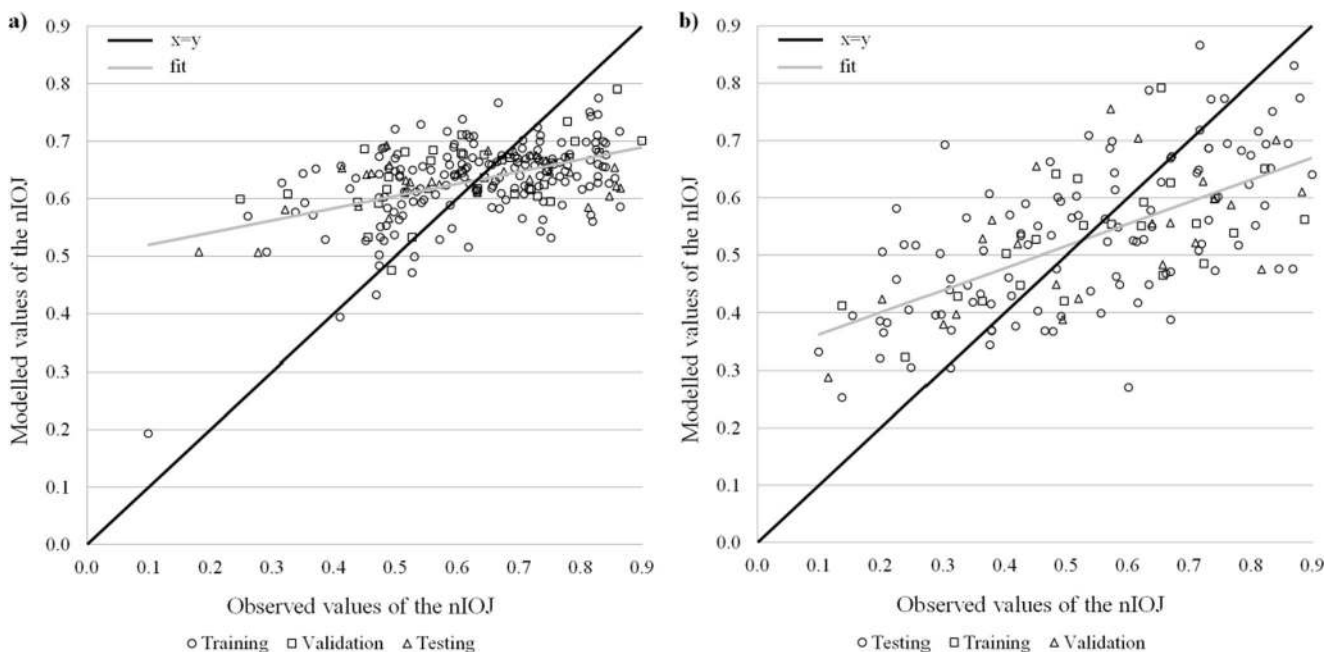 a)
x=y
fit
0.9
0.8
0.7
0.6
0.5
0.4
0.3
0.2
0.1
0.0
Modelled values of the nIOJ
0.0 0.1 0.2 0.3 0.4 0.5 0.6 0.7 0.8 0.9
Observed values of the nIOJ
Training Validation Testing
b)
x=y
fit
0.9
0.8
0.7
0.6
0.5
0.4
0.3
0.2
0.1
0.0
Modelled values of the nIOJ
0.0 0.1 0.2 0.3 0.4 0.5 0.6 0.7 0.8 0.9
Observed values of the nIOJ
Testing Training Validation